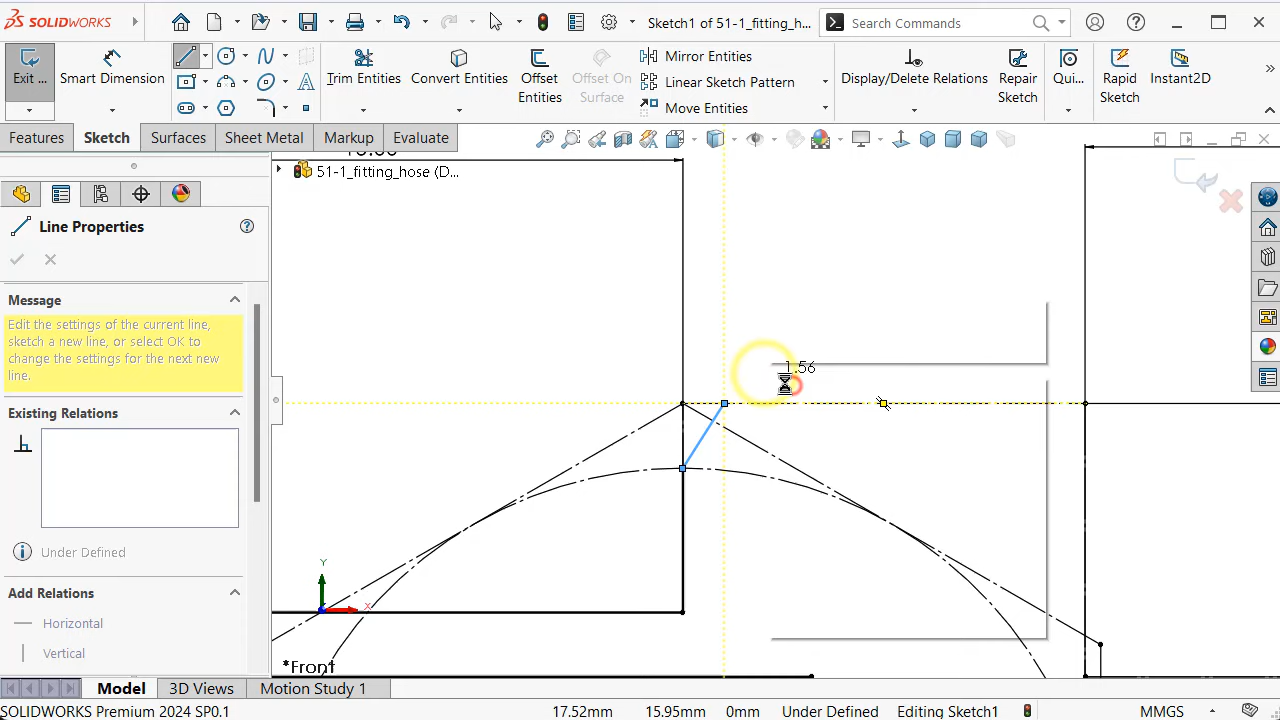 SOLIDWORKS
Sketch1 of 51-1_fitting_h...
Search Commands
Exit ...
Smart Dimension
Trim Entities
Convert Entities
Offset Entities
Offset On Surface
Mirror Entities
Linear Sketch Pattern
Move Entities
Display/Delete Relations
Repair Sketch
Qui...
Rapid Sketch
Instant2D
Features
Sketch
Surfaces
Sheet Metal
Markup
Evaluate
51-1_fitting_hose (D...
Line Properties
Message
Edit the settings of the current line,
sketch a new line, or select OK to
change the settings for the next new
line.
Existing Relations
Under Defined
Add Relations
Horizontal
Vertical
1.56
Y
X
*Front
Model
3D Views
Motion Study 1
SOLIDWORKS Premium 2024 SP0.1
17.52mm
15.95mm
0mm
Under Defined
Editing Sketch1
MMGS